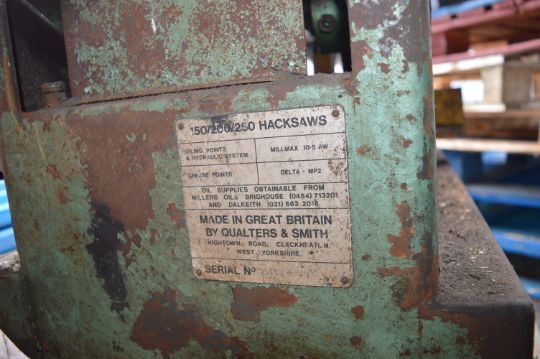 150/200/250 HACKSAWS
OILING POINTS
& HYDRAULIC SYSTEM
MILLMAX 10-5 AW
GREASE POINTS
DELTA - MP2
OIL SUPPLIES OBTAINABLE FROM
MILLERS OILS BRIGHOUSE (0484) 713201
AND DALKEITH (031) 663 2018
MADE IN GREAT BRITAIN
BY QUALTERS & SMITH
HIGHTOWN ROAD, CLECKHEATON,
WEST YORKSHIRE.
SERIAL Nº